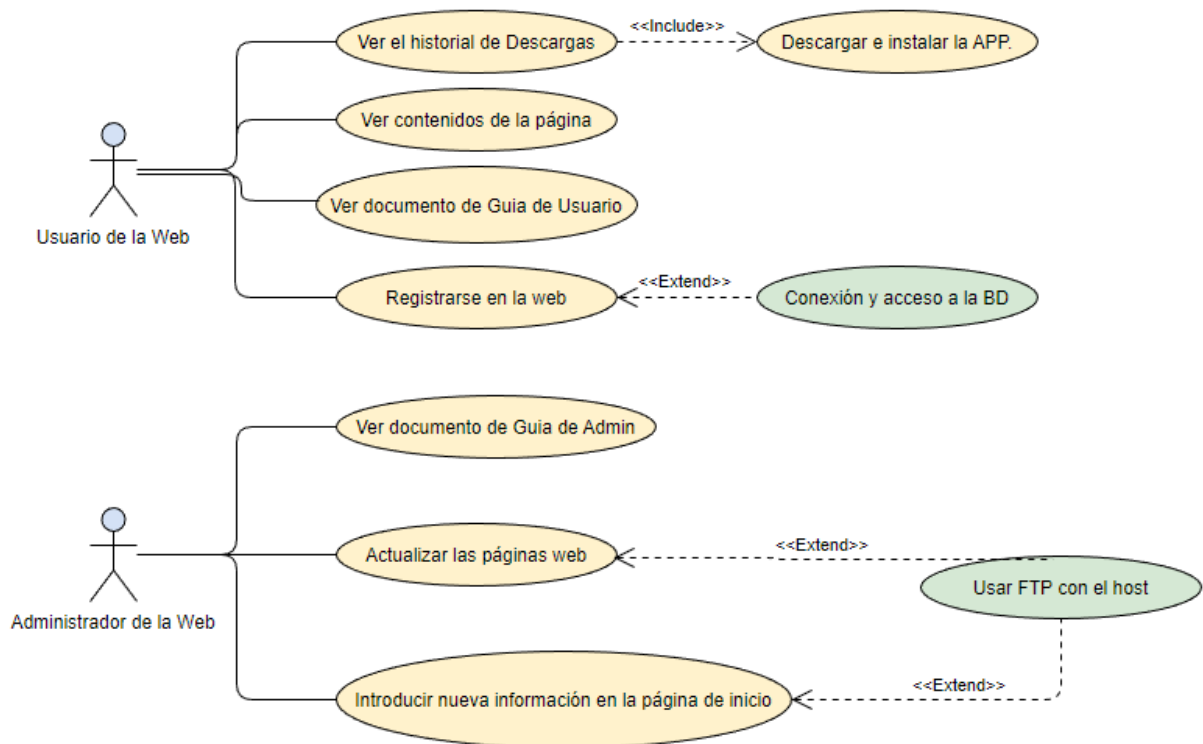 Ver el historial de Descargas
<<Include>>
Descargar e instalar la APP.
Ver contenidos de la página
Ver documento de Guia de Usuario
Usuario de la Web
Registrarse en la web
<<Extend>>
Conexión y acceso a la BD
Ver documento de Guia de Admin
Actualizar las páginas web
<<Extend>>
Usar FTP con el host
Administrador de la Web
Introducir nueva información en la página de inicio
<<Extend>>